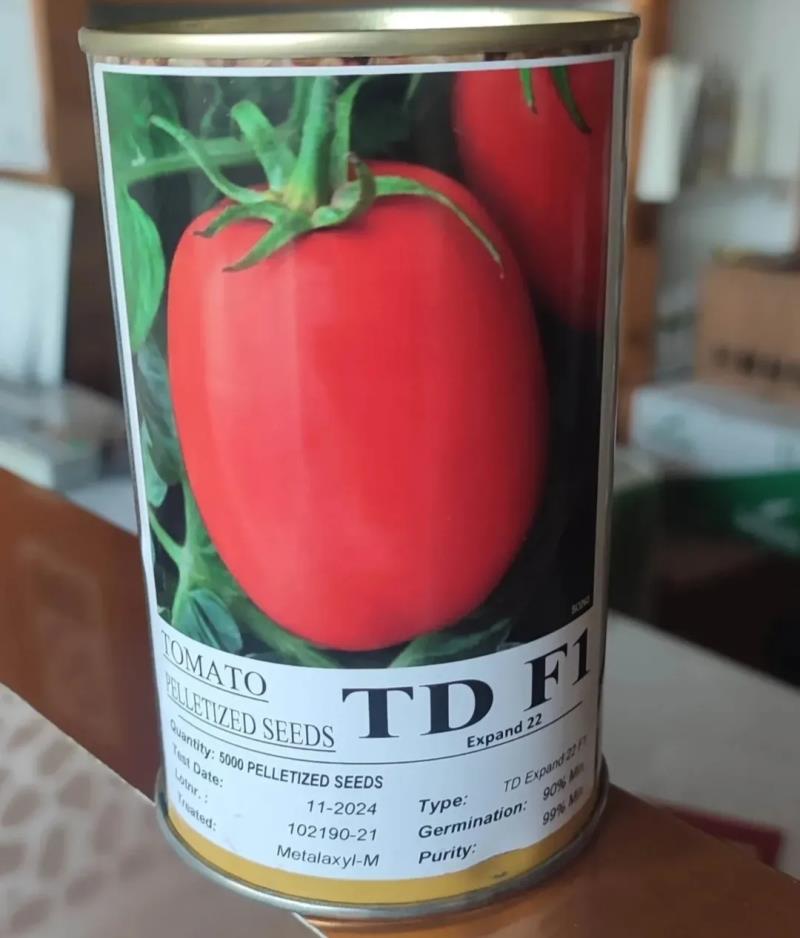 TOMATO
PELLETIZED SEEDS
TD F1
Expand 22
Quantity: 5000 PELLETIZED SEEDS
Test Date: 11-2024
Lotnr. : 102190-21
Treated: Metalaxyl-M
Type: TD Expand 22 F1
Germination: 90% Min
Purity: 99% Min